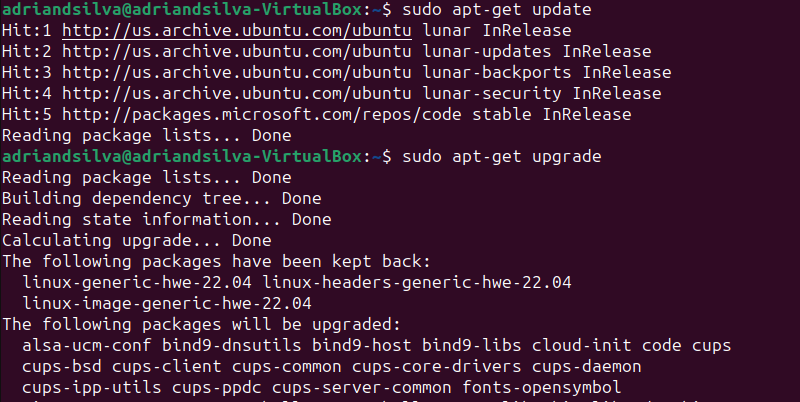 adriandsilva@adriandsilva-VirtualBox:~$ sudo apt-get update
Hit:1 http://us.archive.ubuntu.com/ubuntu lunar InRelease
Hit:2 http://us.archive.ubuntu.com/ubuntu lunar-updates InRelease
Hit:3 http://us.archive.ubuntu.com/ubuntu lunar-backports InRelease
Hit:4 http://us.archive.ubuntu.com/ubuntu lunar-security InRelease
Hit:5 http://packages.microsoft.com/repos/code stable InRelease
Reading package lists... Done
adriandsilva@adriandsilva-VirtualBox:~$ sudo apt-get upgrade
Reading package lists... Done
Building dependency tree... Done
Reading state information... Done
Calculating upgrade... Done
The following packages have been kept back:
linux-generic-hwe-22.04 linux-headers-generic-hwe-22.04
linux-image-generic-hwe-22.04
The following packages will be upgraded:
alsa-ucm-conf bind9-dnsutils bind9-host bind9-libs cloud-init code cups
cups-bsd cups-client cups-common cups-core-drivers cups-daemon
cups-ipp-utils cups-ppdc cups-server-common fonts-opensymbol